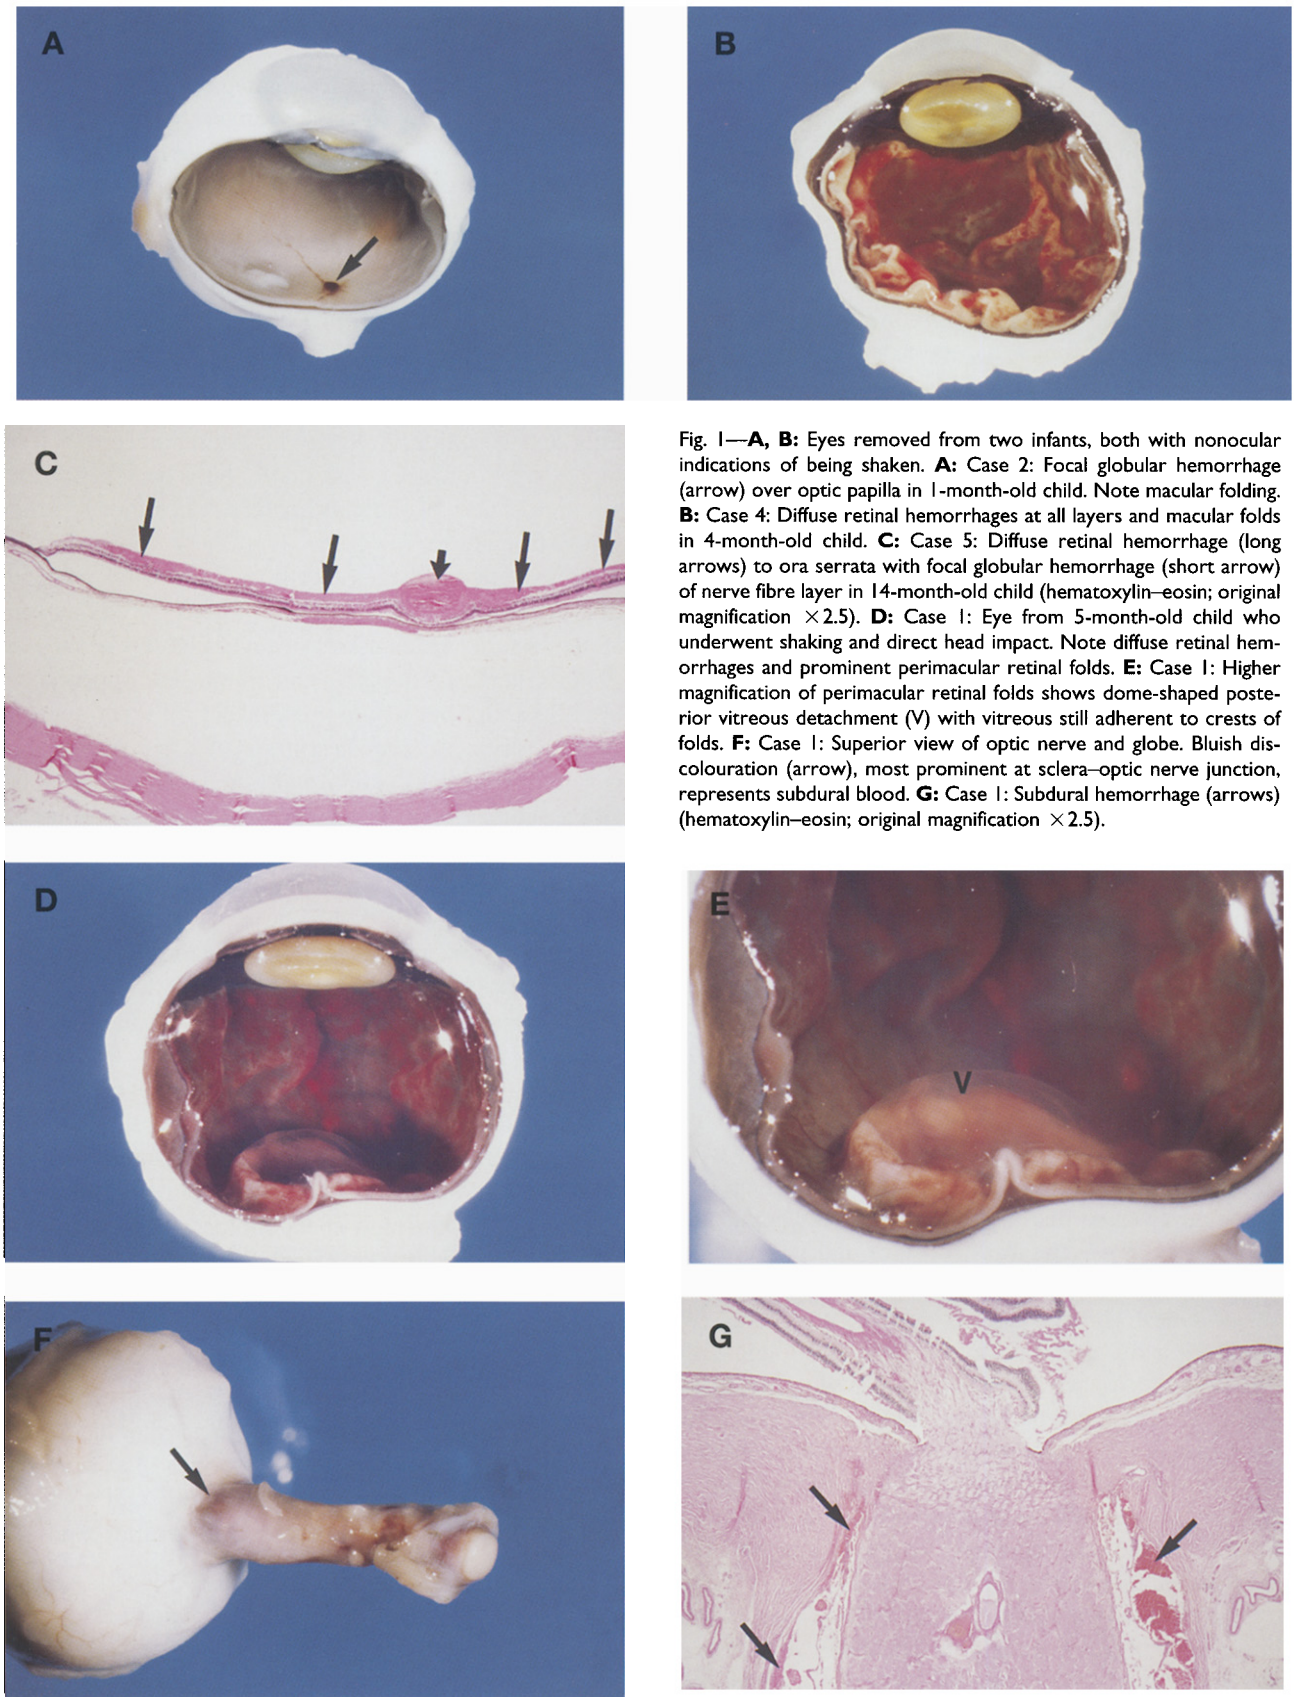 A
B
C
Fig. 1—A, B: Eyes removed from two infants, both with nonocular
indications of being shaken. A: Case 2: Focal globular hemorrhage
(arrow) over optic papilla in 1-month-old child. Note macular folding.
B: Case 4: Diffuse retinal hemorrhages at all layers and macular folds
in 4-month-old child. C: Case 5: Diffuse retinal hemorrhage (long
arrows) to ora serrata with focal globular hemorrhage (short arrow)
of nerve fibre layer in 14-month-old child (hematoxylin–eosin; original
magnification ×2.5). D: Case 1: Eye from 5-month-old child who
underwent shaking and direct head impact. Note diffuse retinal hem-
orrhages and prominent perimacular retinal folds. E: Case 1: Higher
magnification of perimacular retinal folds shows dome-shaped poste-
rior vitreous detachment (V) with vitreous still adherent to crests of
folds. F: Case 1: Superior view of optic nerve and globe. Bluish dis-
colouration (arrow), most prominent at sclera–optic nerve junction,
represents subdural blood. G: Case 1: Subdural hemorrhage (arrows)
(hematoxylin–eosin; original magnification ×2.5).
D
E
V
F
G